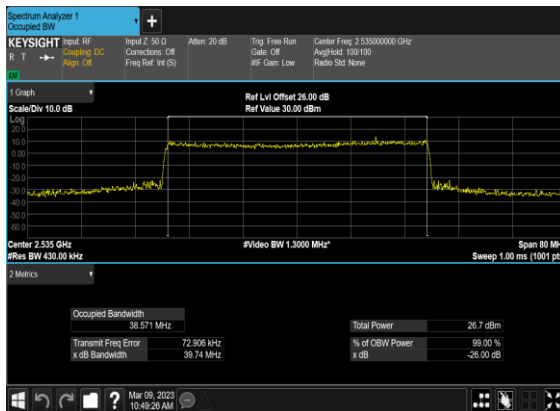 Spectrum Analyzer 1
Occupied BW
+
KEYSIGHT
R T
Input: RF
Coupling: DC
Align: Off
Input Z: 50 Ω
Corrections: Off
Freq Ref: Int (S)
Atten: 20 dB
Trig: Free Run
Gate: Off
#IF Gain: Low
Center Freq: 2.535000000 GHz
Avg|Hold: 100/100
Radio Std: None
1 Graph
Scale/Div 10.0 dB
Ref Lvl Offset 26.00 dB
Ref Value 30.00 dBm
Log
20.0
10.0
0.00
-10.0
-20.0
-30.0
-40.0
-50.0
-60.0
Center 2.535 GHz
#Res BW 430.00 kHz
#Video BW 1.3000 MHz*
Span 80 MH
Sweep 1.00 ms (1001 pts
2 Metrics
Occupied Bandwidth
38.571 MHz
Transmit Freq Error 72.906 kHz
x dB Bandwidth 39.74 MHz
Total Power 26.7 dBm
% of OBW Power 99.00 %
x dB -26.00 dB
?
Mar 09, 2023
10:49:26 AM